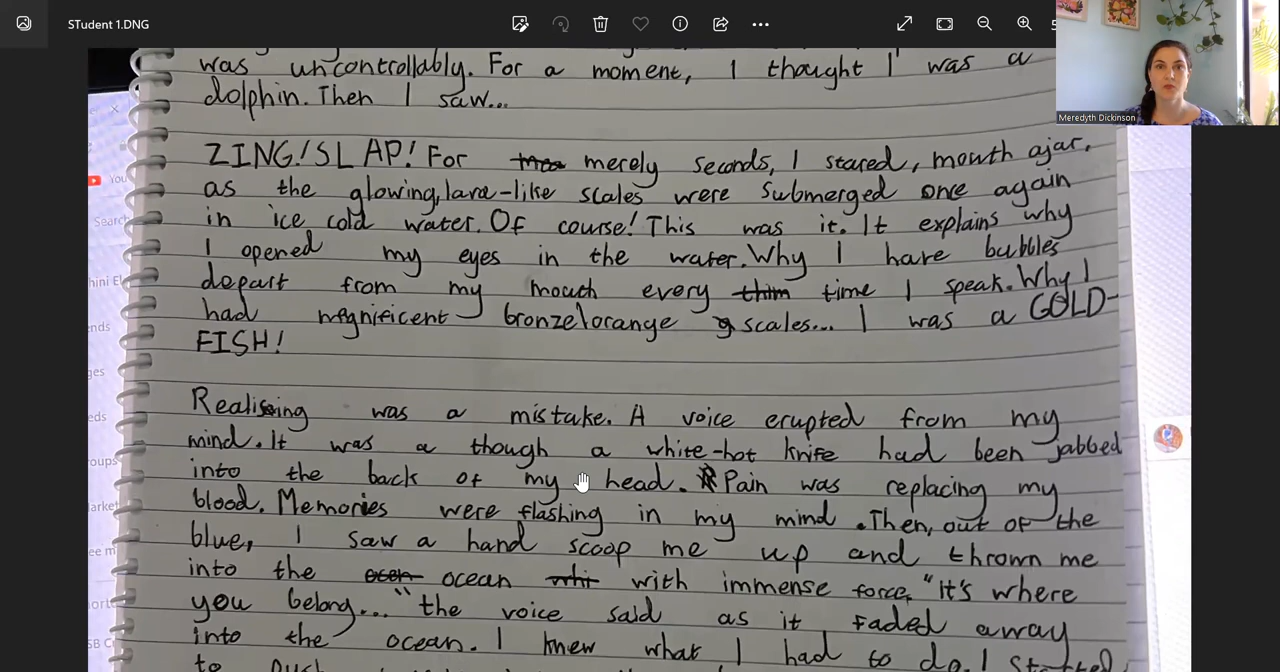 STudent 1.DNG
Meredyth Dickinson
was uncontrollably. For a moment, I thought I was a
dolphin. Then I saw...
ZING! SLAP! For merely seconds, I stared, mouth ajar,
as the glowing, lava-like scales were submerged one again
in ice cold water. Of course! This was it. It explains why
I opened my eyes in the water. Why I have bubbles
depart from my mouth every thim time I speak. Why I
had magnificent bronze/orange scales... I was a GOLD-
FISH!
Realising was a mistake. A voice erupted from my
mind. It was a though a white-hot knife had been jabbed
into the back of my head. Pain was replacing my
blood. Memories were flashing in my mind. Then, out of the
blue, I saw a hand scoop me up and thrown me
into the ocen ocean whi with immense force. "It's where
you belong..." the voice said as it faded away
into the ocean. I knew what I had to do. I started
to push